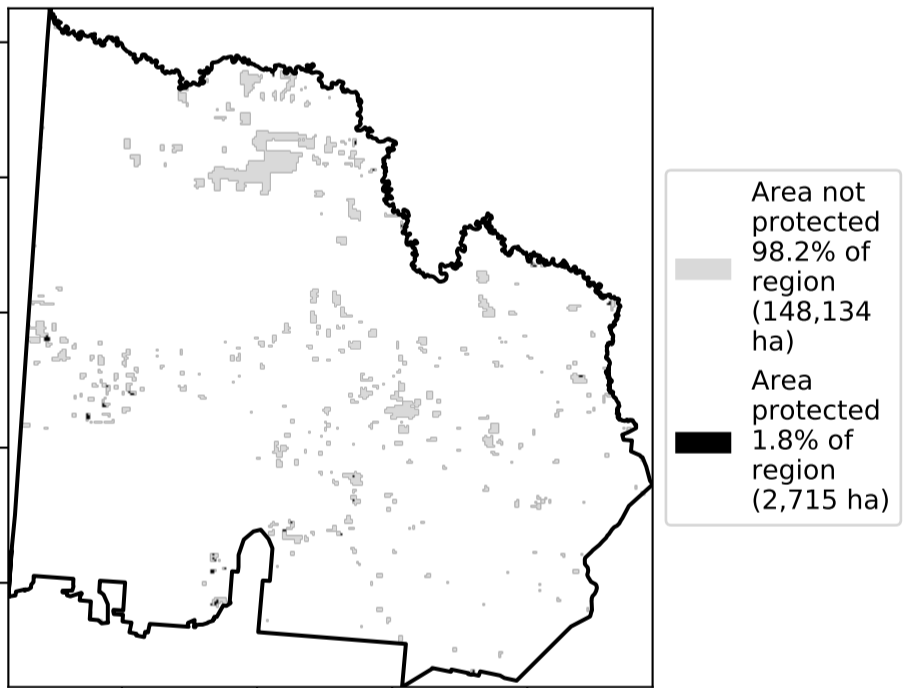 Area not
protected
98.2% of
region
(148,134
ha)
Area
protected
1.8% of
region
(2,715 ha)